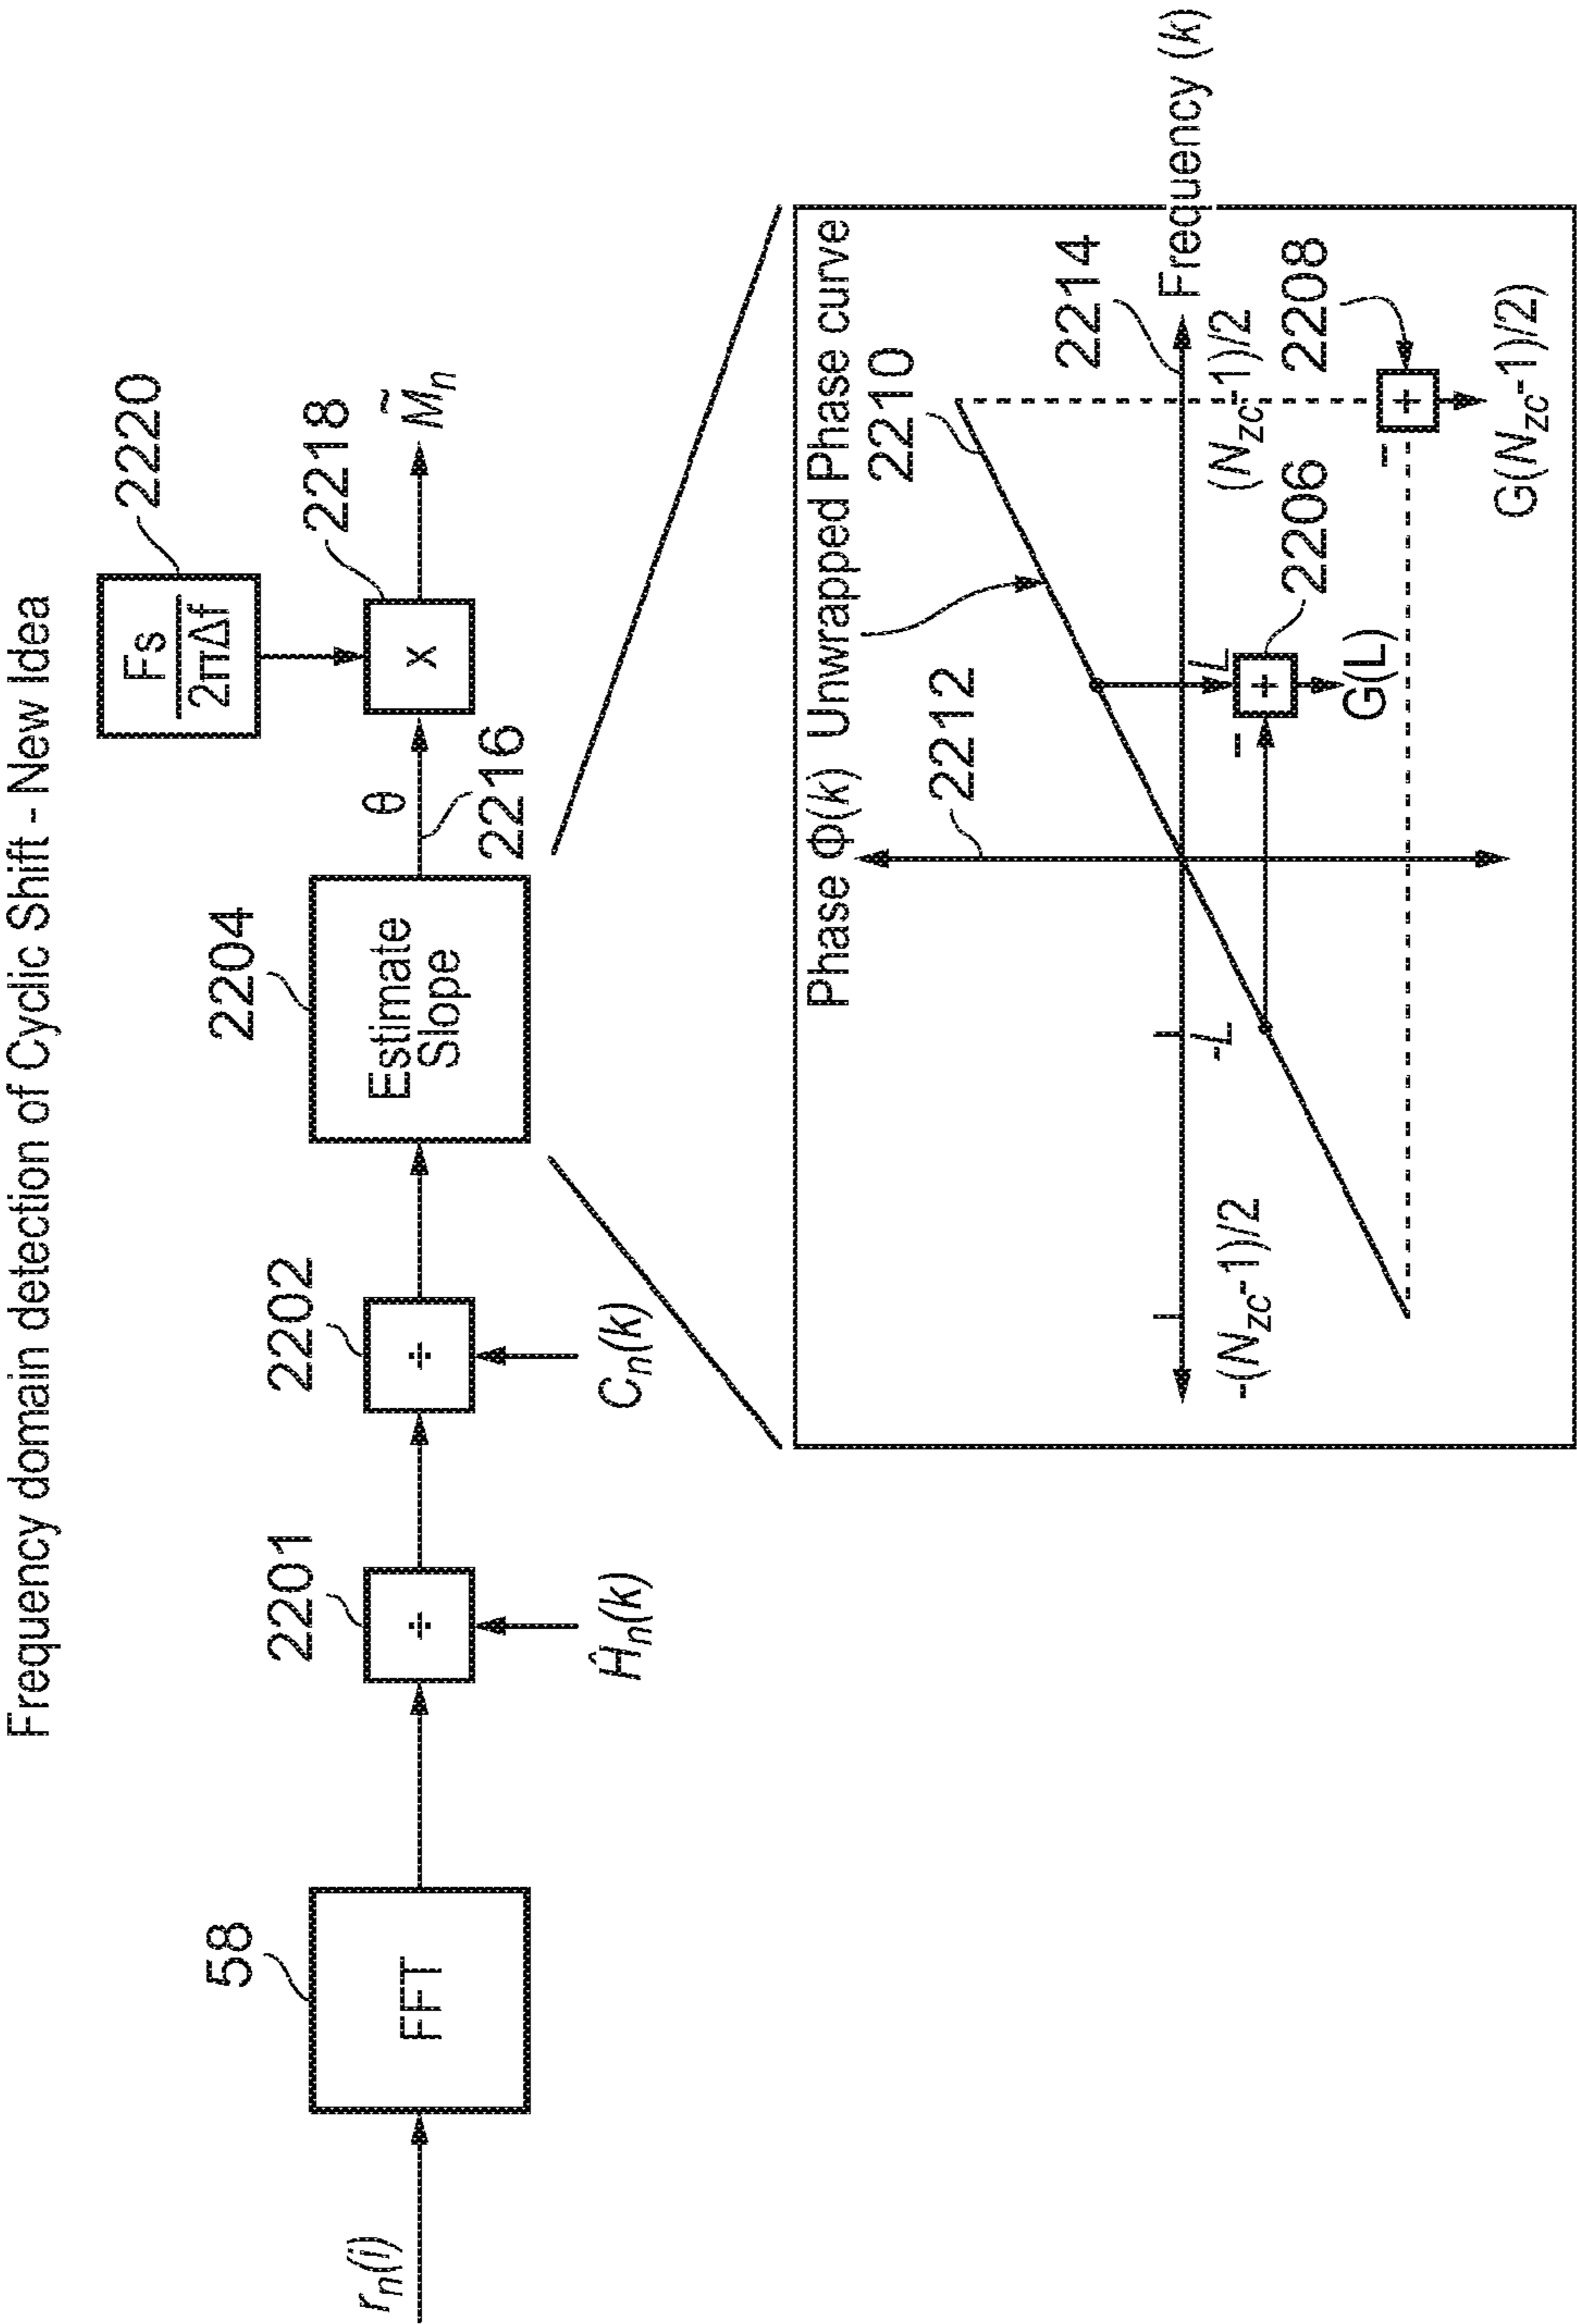 Frequency domain detection of Cyclic Shift - New Idea
2220
Fs
2πΔf
58
2201
2202
2204
2218
r_n(i)
FFT
÷
÷
Estimate
Slope
θ
x
M̃_n
2216
Ĥ_n(k)
C_n(k)
Phase Φ(k) Unwrapped Phase curve
2212
2210
2214
Frequency (k)
-(N_zc-1)/2
-L
L
(N_zc-1)/2
−
+
2206
G(L)
2208
−
+
G(N_zc-1)/2)